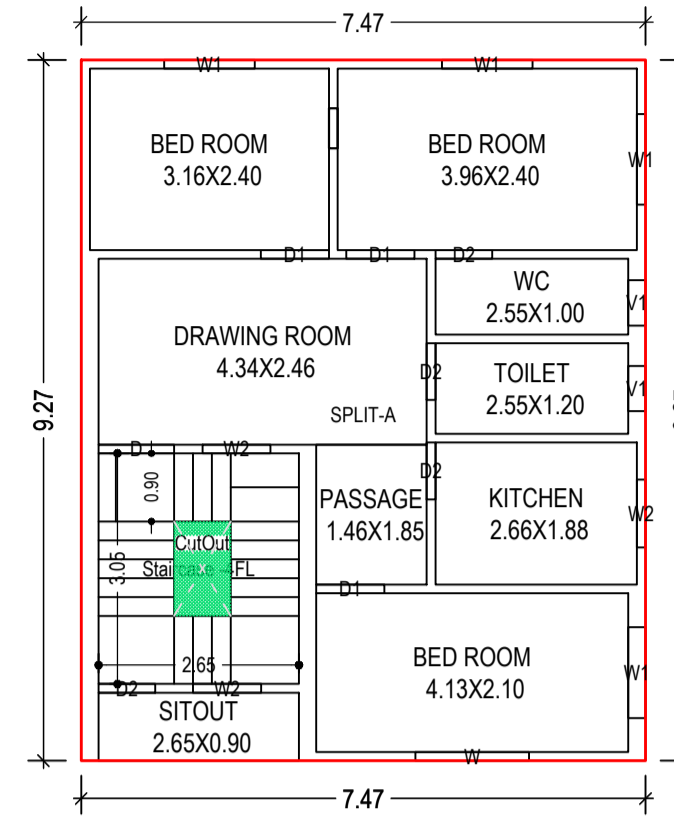 7.47
W1
W1
BED ROOM
3.16X2.40
BED ROOM
3.96X2.40
W1
D1
D1
D2
WC
2.55X1.00
V1
DRAWING ROOM
4.34X2.46
D2
TOILET
2.55X1.20
V1
9.27
SPLIT-A
D
W2
D2
0.90
PASSAGE
1.46X1.85
KITCHEN
2.66X1.88
W2
CutOut
x
3.05
D1
2.65
BED ROOM
4.13X2.10
W1
D2
W2
SITOUT
2.65X0.90
W
7.47